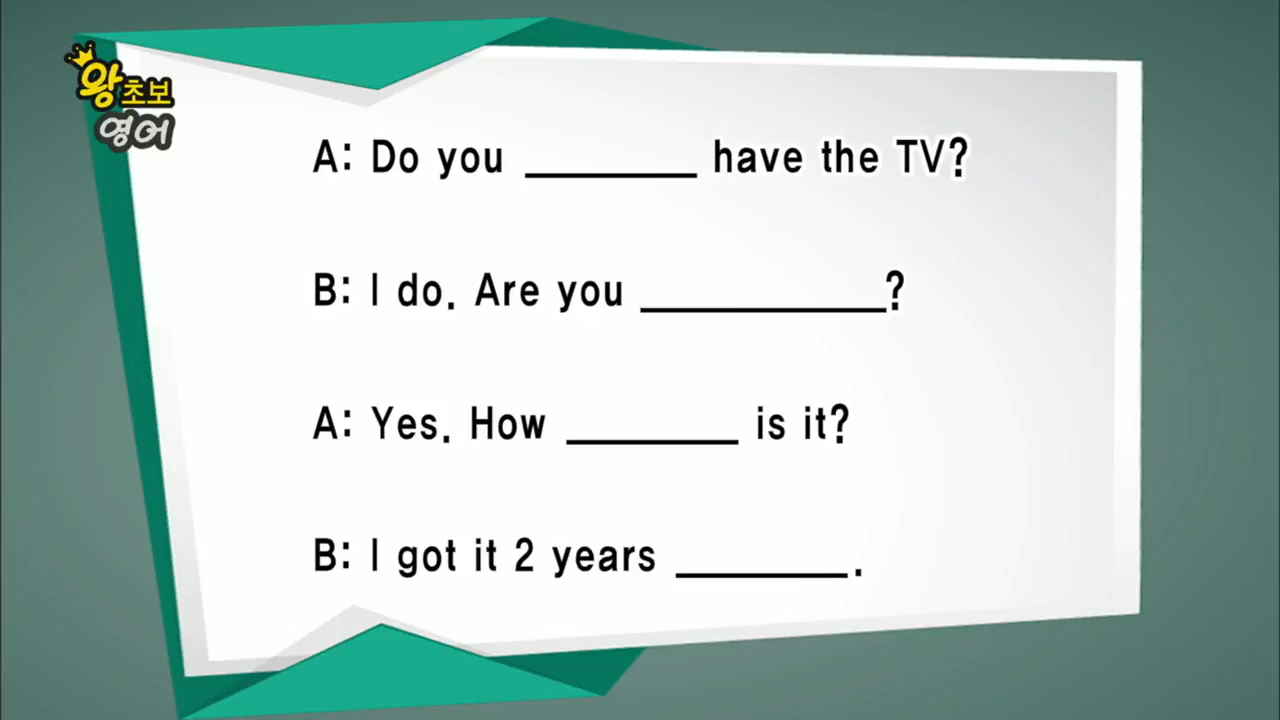 왕초보
영어
A: Do you ________ have the TV?
B: I do. Are you ____________?
A: Yes. How ________ is it?
B: I got it 2 years ________.